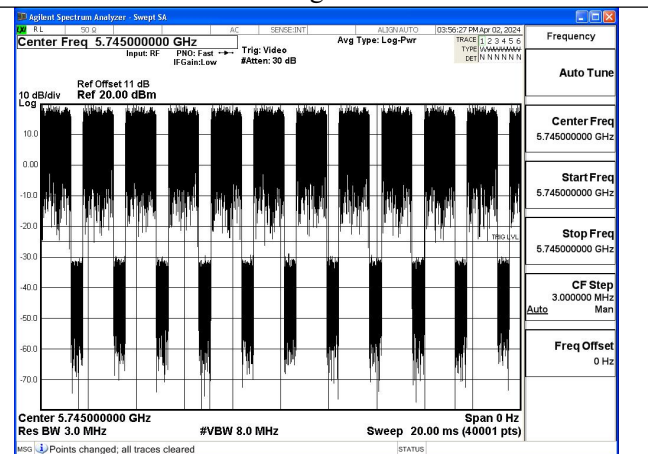 Agilent Spectrum Analyzer - Swept SA
RL 50 Ω AC SENSE:INT ALIGN AUTO 03:56:27 PM Apr 02, 2024
Center Freq 5.745000000 GHz
Input: RF PNO: Fast
IFGain:Low
Trig: Video
#Atten: 30 dB
Avg Type: Log-Pwr
TRACE 1 2 3 4 5 6
TYPE WWWWWW
DET N N N N N N
Ref Offset 11 dB
10 dB/div Ref 20.00 dBm
Log
10.0
0.00
-10.0
-20.0
TRIG LVL
-30.0
-40.0
-50.0
-60.0
-70.0
Center 5.745000000 GHz Span 0 Hz
Res BW 3.0 MHz #VBW 8.0 MHz Sweep 20.00 ms (40001 pts)
MSG Points changed; all traces cleared STATUS
Frequency
Auto Tune
Center Freq
5.745000000 GHz
Start Freq
5.745000000 GHz
Stop Freq
5.745000000 GHz
CF Step
3.000000 MHz
Auto Man
Freq Offset
0 Hz